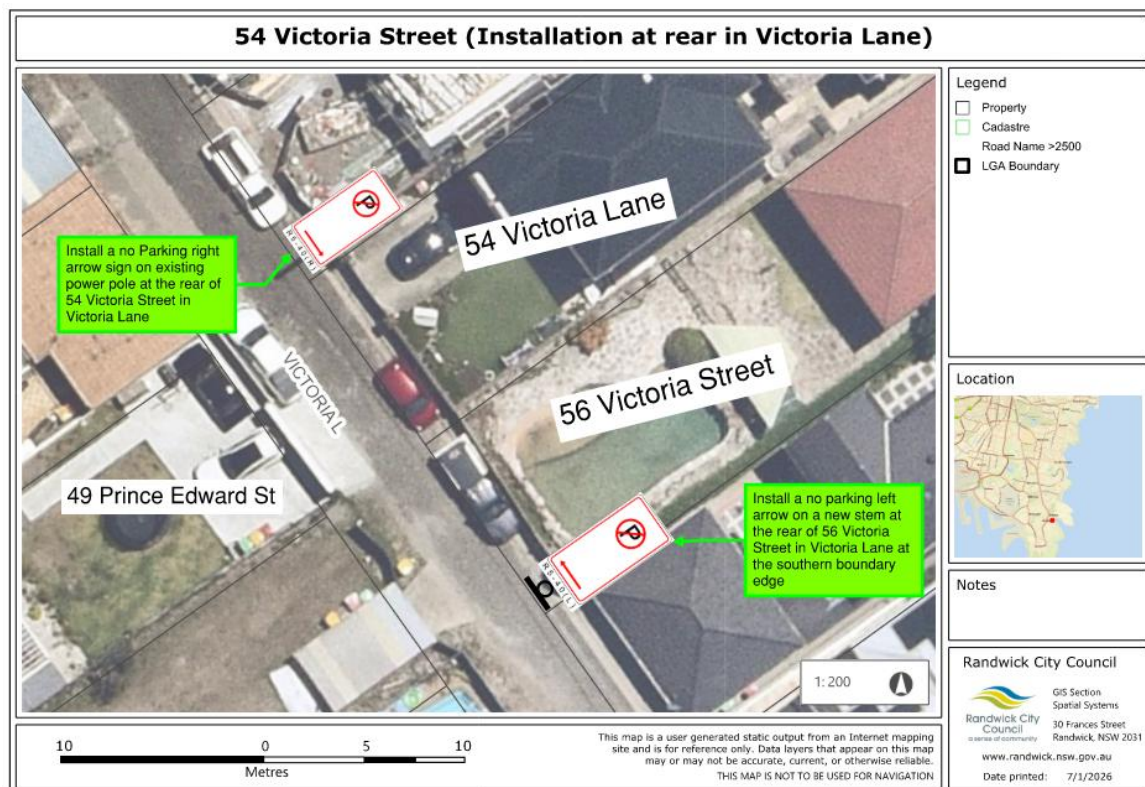 54 Victoria Street (Installation at rear in Victoria Lane)
Install a no Parking right
arrow sign on existing
power pole at the rear of
54 Victoria Street in
Victoria Lane
P
R5-40(R)
54 Victoria Lane
VICTORIA L
56 Victoria Street
49 Prince Edward St
P
R5-40(L)
Install a no parking left
arrow on a new stem at
the rear of 56 Victoria
Street in Victoria Lane at
the southern boundary
edge
1: 200
Legend
Property
Cadastre
Road Name >2500
LGA Boundary
Location
Notes
Randwick City Council
Randwick City
Council
a sense of community
GIS Section
Spatial Systems
30 Frances Street
Randwick, NSW 2031
www.randwick.nsw.gov.au
Date printed: 7/1/2026
10 0 5 10
Metres
This map is a user generated static output from an Internet mapping
site and is for reference only. Data layers that appear on this map
may or may not be accurate, current, or otherwise reliable.
THIS MAP IS NOT TO BE USED FOR NAVIGATION